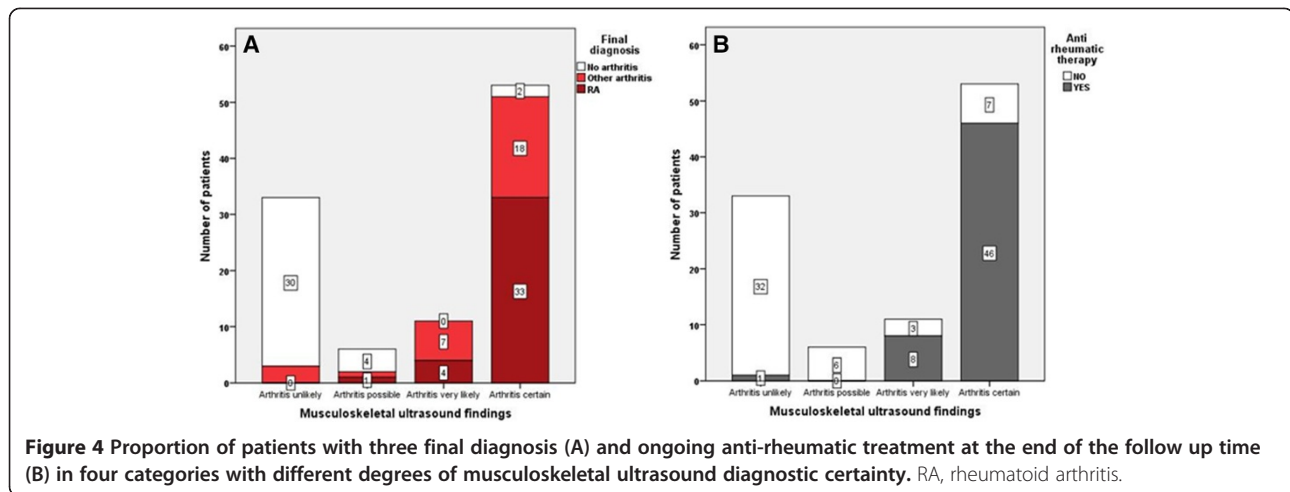 A
Final
diagnosis
No arthritis
Other arthritis
RA
60
50
40
30
20
10
0
Number of patients
30
0
4
1
0
7
4
2
18
33
Arthritis unlikely
Arthritis possible
Arthritis very likely
Arthritis certain
Musculoskeletal ultrasound findings
B
Anti
rheumatic
therapy
NO
YES
60
50
40
30
20
10
0
Number of patients
32
1
6
0
3
8
7
46
Arthritis unlikely
Arthritis possible
Arthritis very likely
Arthritis certain
Musculoskeletal ultrasound findings
Figure 4 Proportion of patients with three final diagnosis (A) and ongoing anti-rheumatic treatment at the end of the follow up time
(B) in four categories with different degrees of musculoskeletal ultrasound diagnostic certainty. RA, rheumatoid arthritis.